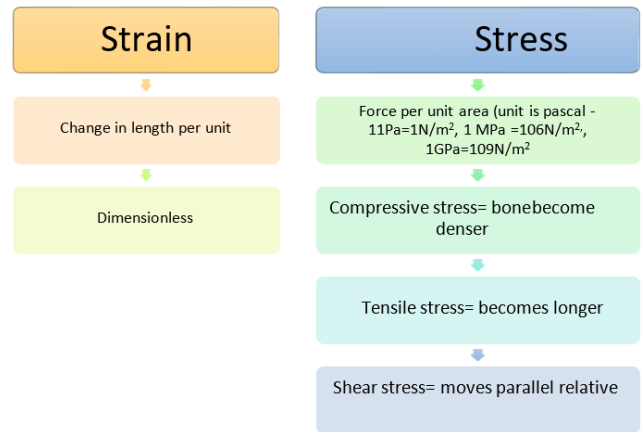 Strain
Change in length per unit
Dimensionless
Stress
Force per unit area (unit is pascal -
11Pa=1N/m², 1 MPa =106N/m²,,
1GPa=109N/m²
Compressive stress= bonebecome
denser
Tensile stress= becomes longer
Shear stress= moves parallel relative